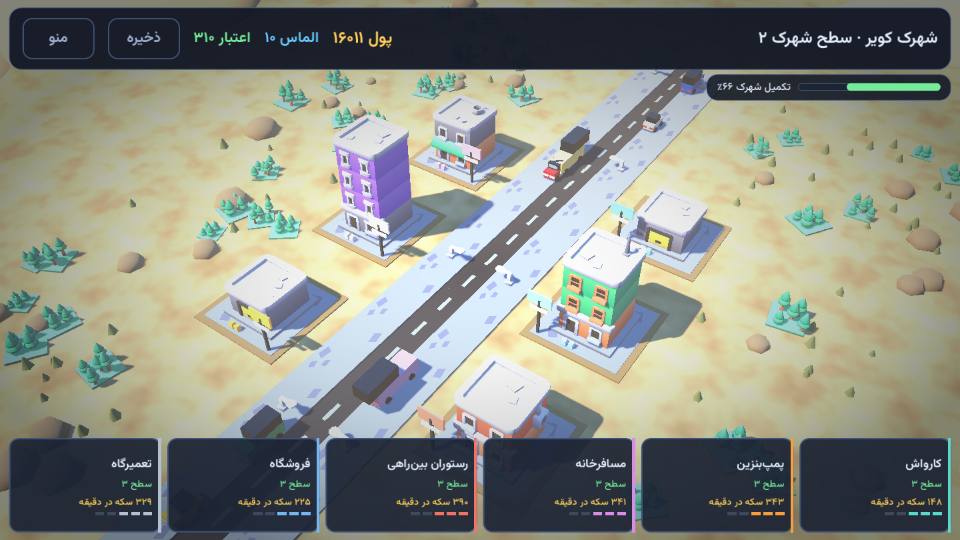 شهرک کویر · سطح شهرک ۲
پول ۱۶۰۱۱
الماس ۱۰
اعتبار ۳۱۰
ذخیره
منو
تکمیل شهرک ۶۶٪
کارواش
سطح ۳
۱۴۸ سکه در دقیقه
پمپ‌بنزین
سطح ۳
۳۴۳ سکه در دقیقه
مسافرخانه
سطح ۳
۳۴۱ سکه در دقیقه
رستوران بین‌راهی
سطح ۳
۳۹۰ سکه در دقیقه
فروشگاه
سطح ۳
۲۲۵ سکه در دقیقه
تعمیرگاه
سطح ۳
۳۲۹ سکه در دقیقه